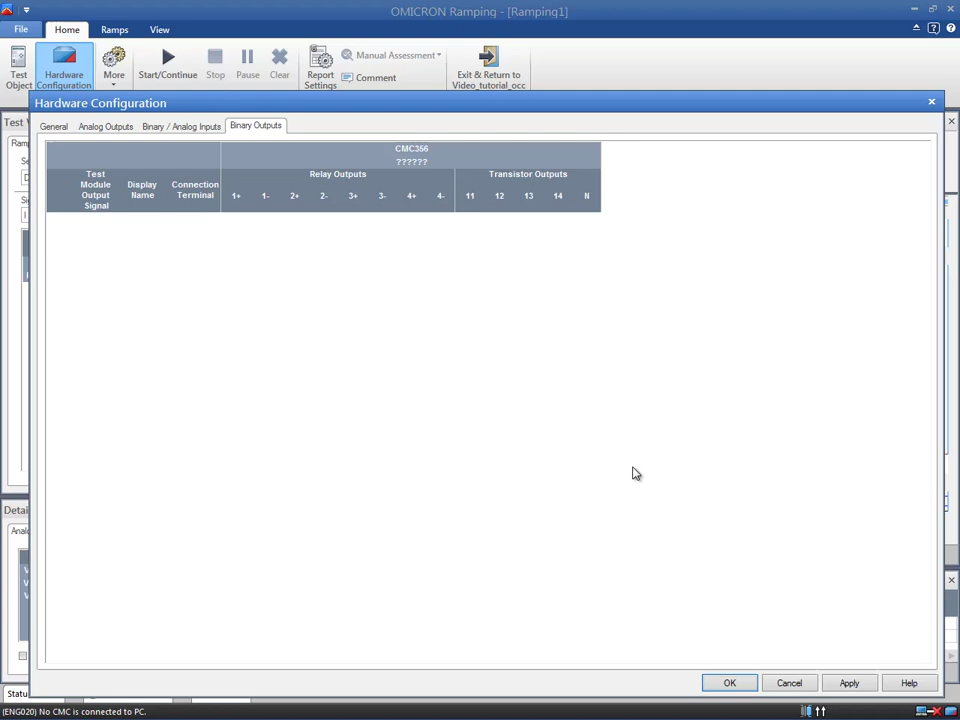 OMICRON Ramping - [Ramping1]
File
Home
Ramps
View
Test
Object
Hardware
Configuration
More
Start/Continue
Stop
Pause
Clear
Report
Settings
Manual Assessment
Comment
Exit & Return to
Video_tutorial_occ
Test
Hardware Configuration
General
Analog Outputs
Binary / Analog Inputs
Binary Outputs
CMC356
??????
Test
Module
Output
Signal
Display
Name
Connection
Terminal
Relay Outputs
Transistor Outputs
1+ 1- 2+ 2- 3+ 3- 4+ 4- 11 12 13 14 N
Detai
OK
Cancel
Apply
Help
Statu
(ENG020) No CMC is connected to PC.